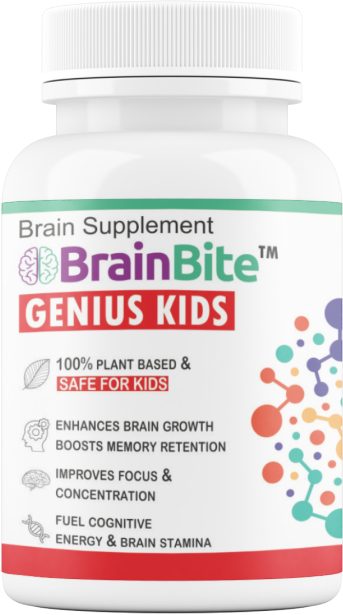 Brain Supplement
BrainBite™
GENIUS KIDS
100% PLANT BASED &
SAFE FOR KIDS
ENHANCES BRAIN GROWTH
BOOSTS MEMORY RETENTION
IMPROVES FOCUS &
CONCENTRATION
FUEL COGNITIVE
ENERGY & BRAIN STAMINA